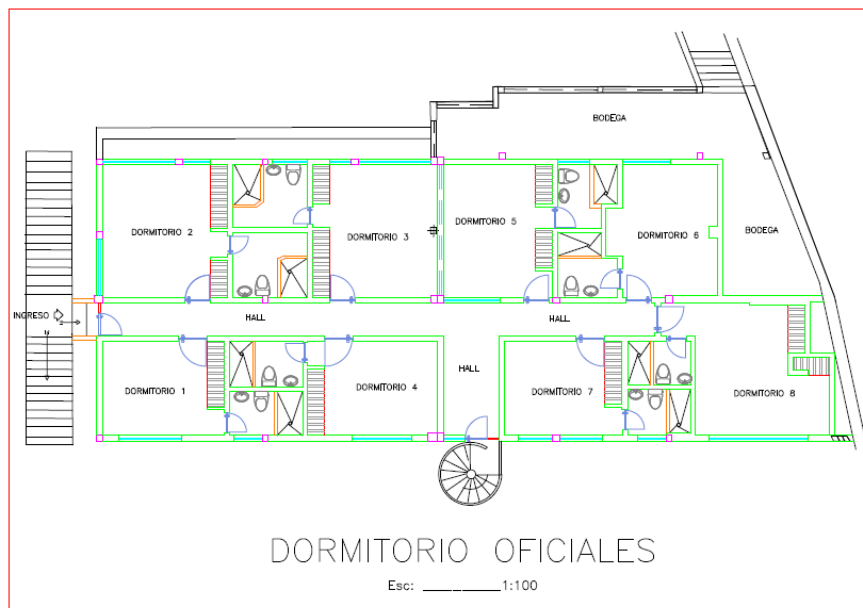 BODEGA
DORMITORIO 2
DORMITORIO 3
DORMITORIO 5
DORMITORIO 6
BODEGA
INGRESO
HALL
HALL
HALL
DORMITORIO 1
DORMITORIO 4
DORMITORIO 7
DORMITORIO 8
DORMITORIO OFICIALES
Esc: __________1:100